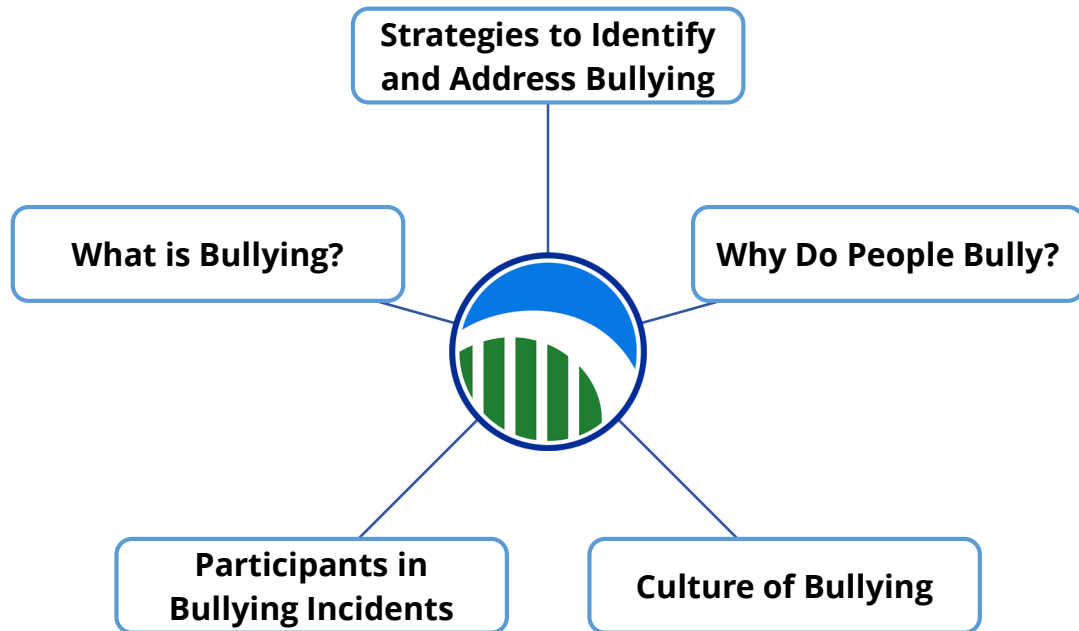 Strategies to Identify
and Address Bullying
What is Bullying?
Why Do People Bully?
Participants in
Bullying Incidents
Culture of Bullying